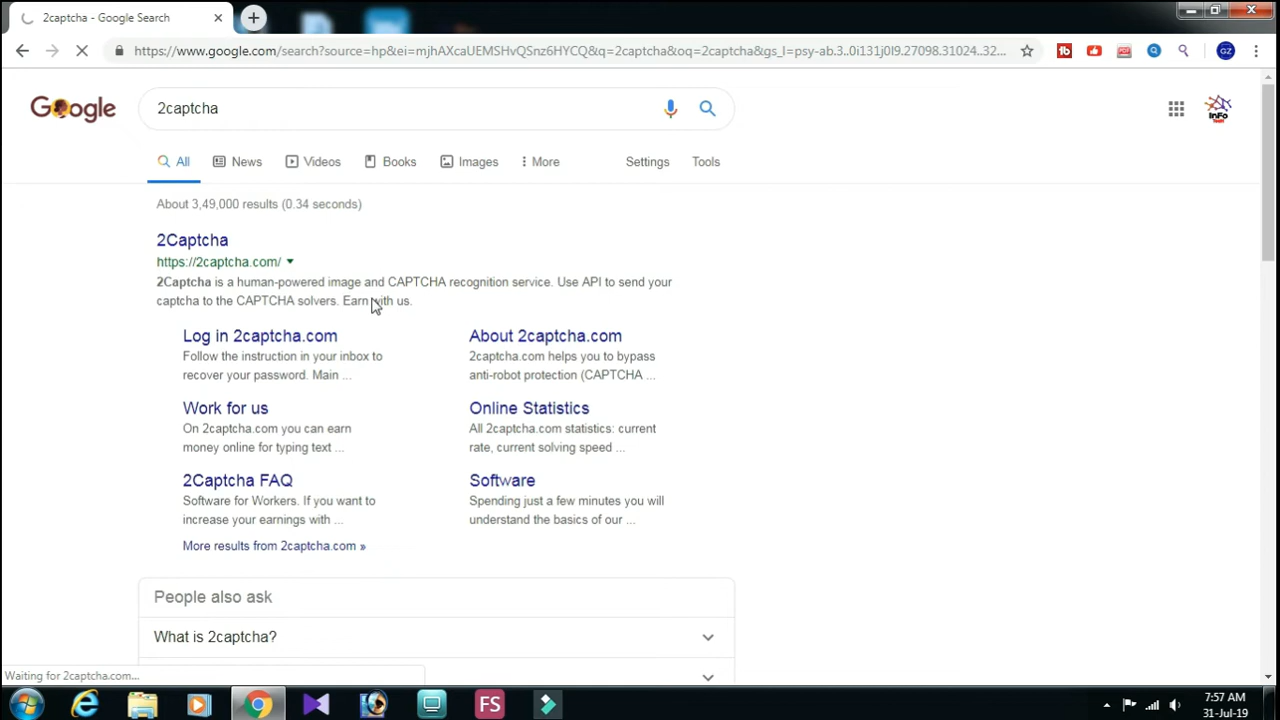 2captcha - Google Search
https://www.google.com/search?source=hp&ei=mjhAXcaUEMSHvQSnz6HYCQ&q=2captcha&oq=2captcha&gs_l=psy-ab.3..0i131j0l9.27098.31024..32...
GZ
Google
2captcha
InFo
Tech
All News Videos Books Images More Settings Tools
About 3,49,000 results (0.34 seconds)
2Captcha
https://2captcha.com/
2Captcha is a human-powered image and CAPTCHA recognition service. Use API to send your
captcha to the CAPTCHA solvers. Earn with us.
Log in 2captcha.com
Follow the instruction in your inbox to
recover your password. Main ...
About 2captcha.com
2captcha.com helps you to bypass
anti-robot protection (CAPTCHA ...
Work for us
On 2captcha.com you can earn
money online for typing text ...
Online Statistics
All 2captcha.com statistics: current
rate, current solving speed ...
2Captcha FAQ
Software for Workers. If you want to
increase your earnings with ...
Software
Spending just a few minutes you will
understand the basics of our ...
More results from 2captcha.com »
People also ask
What is 2captcha?
Waiting for 2captcha.com...
FS
7:57 AM
31-Jul-19